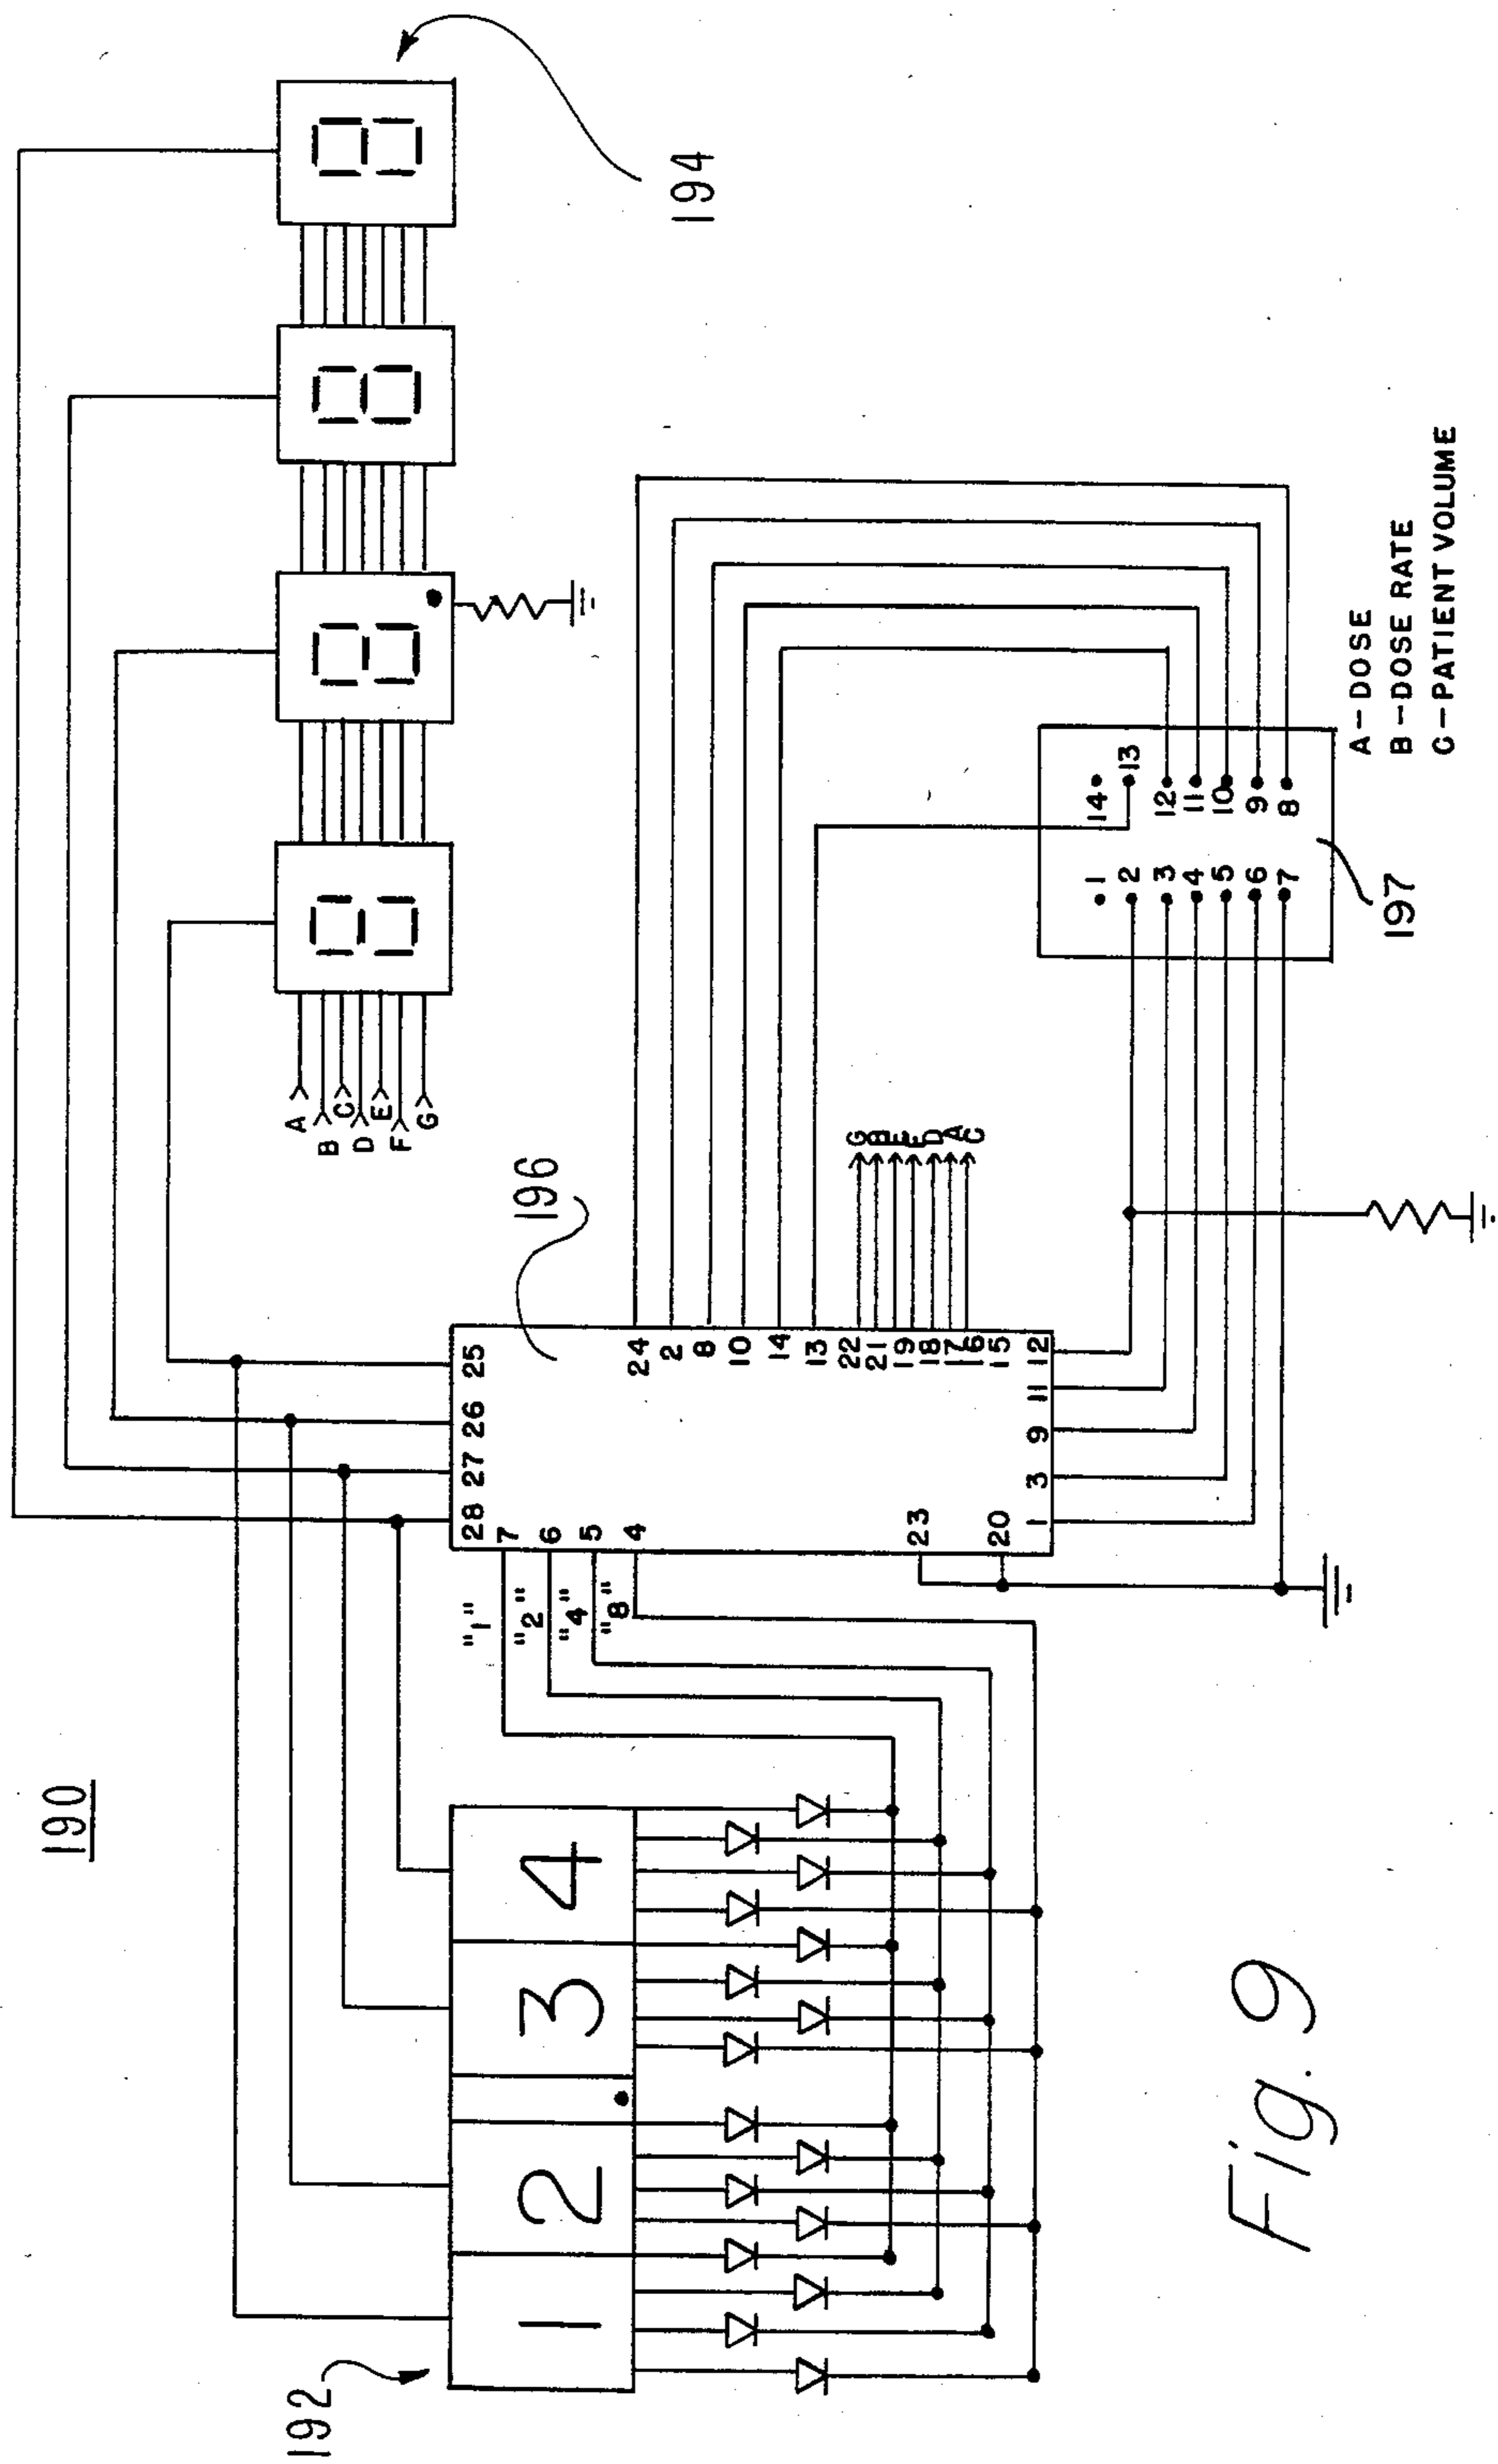 190
192
194
1 2 3 4
28 27 26 25
7
6
5
4
"1"
"2"
"4"
"8"
23
20
1 3 9 11 12
196
24
2
8
10
14
13
22
21
19
18
17
16
15
G
B
E
F
D
A
C
A
B
C
D
E
F
G
1 14
2 13
3 12
4 11
5 10
6 9
7 8
197
A–DOSE
B–DOSE RATE
C–PATIENT VOLUME
Fig. 9